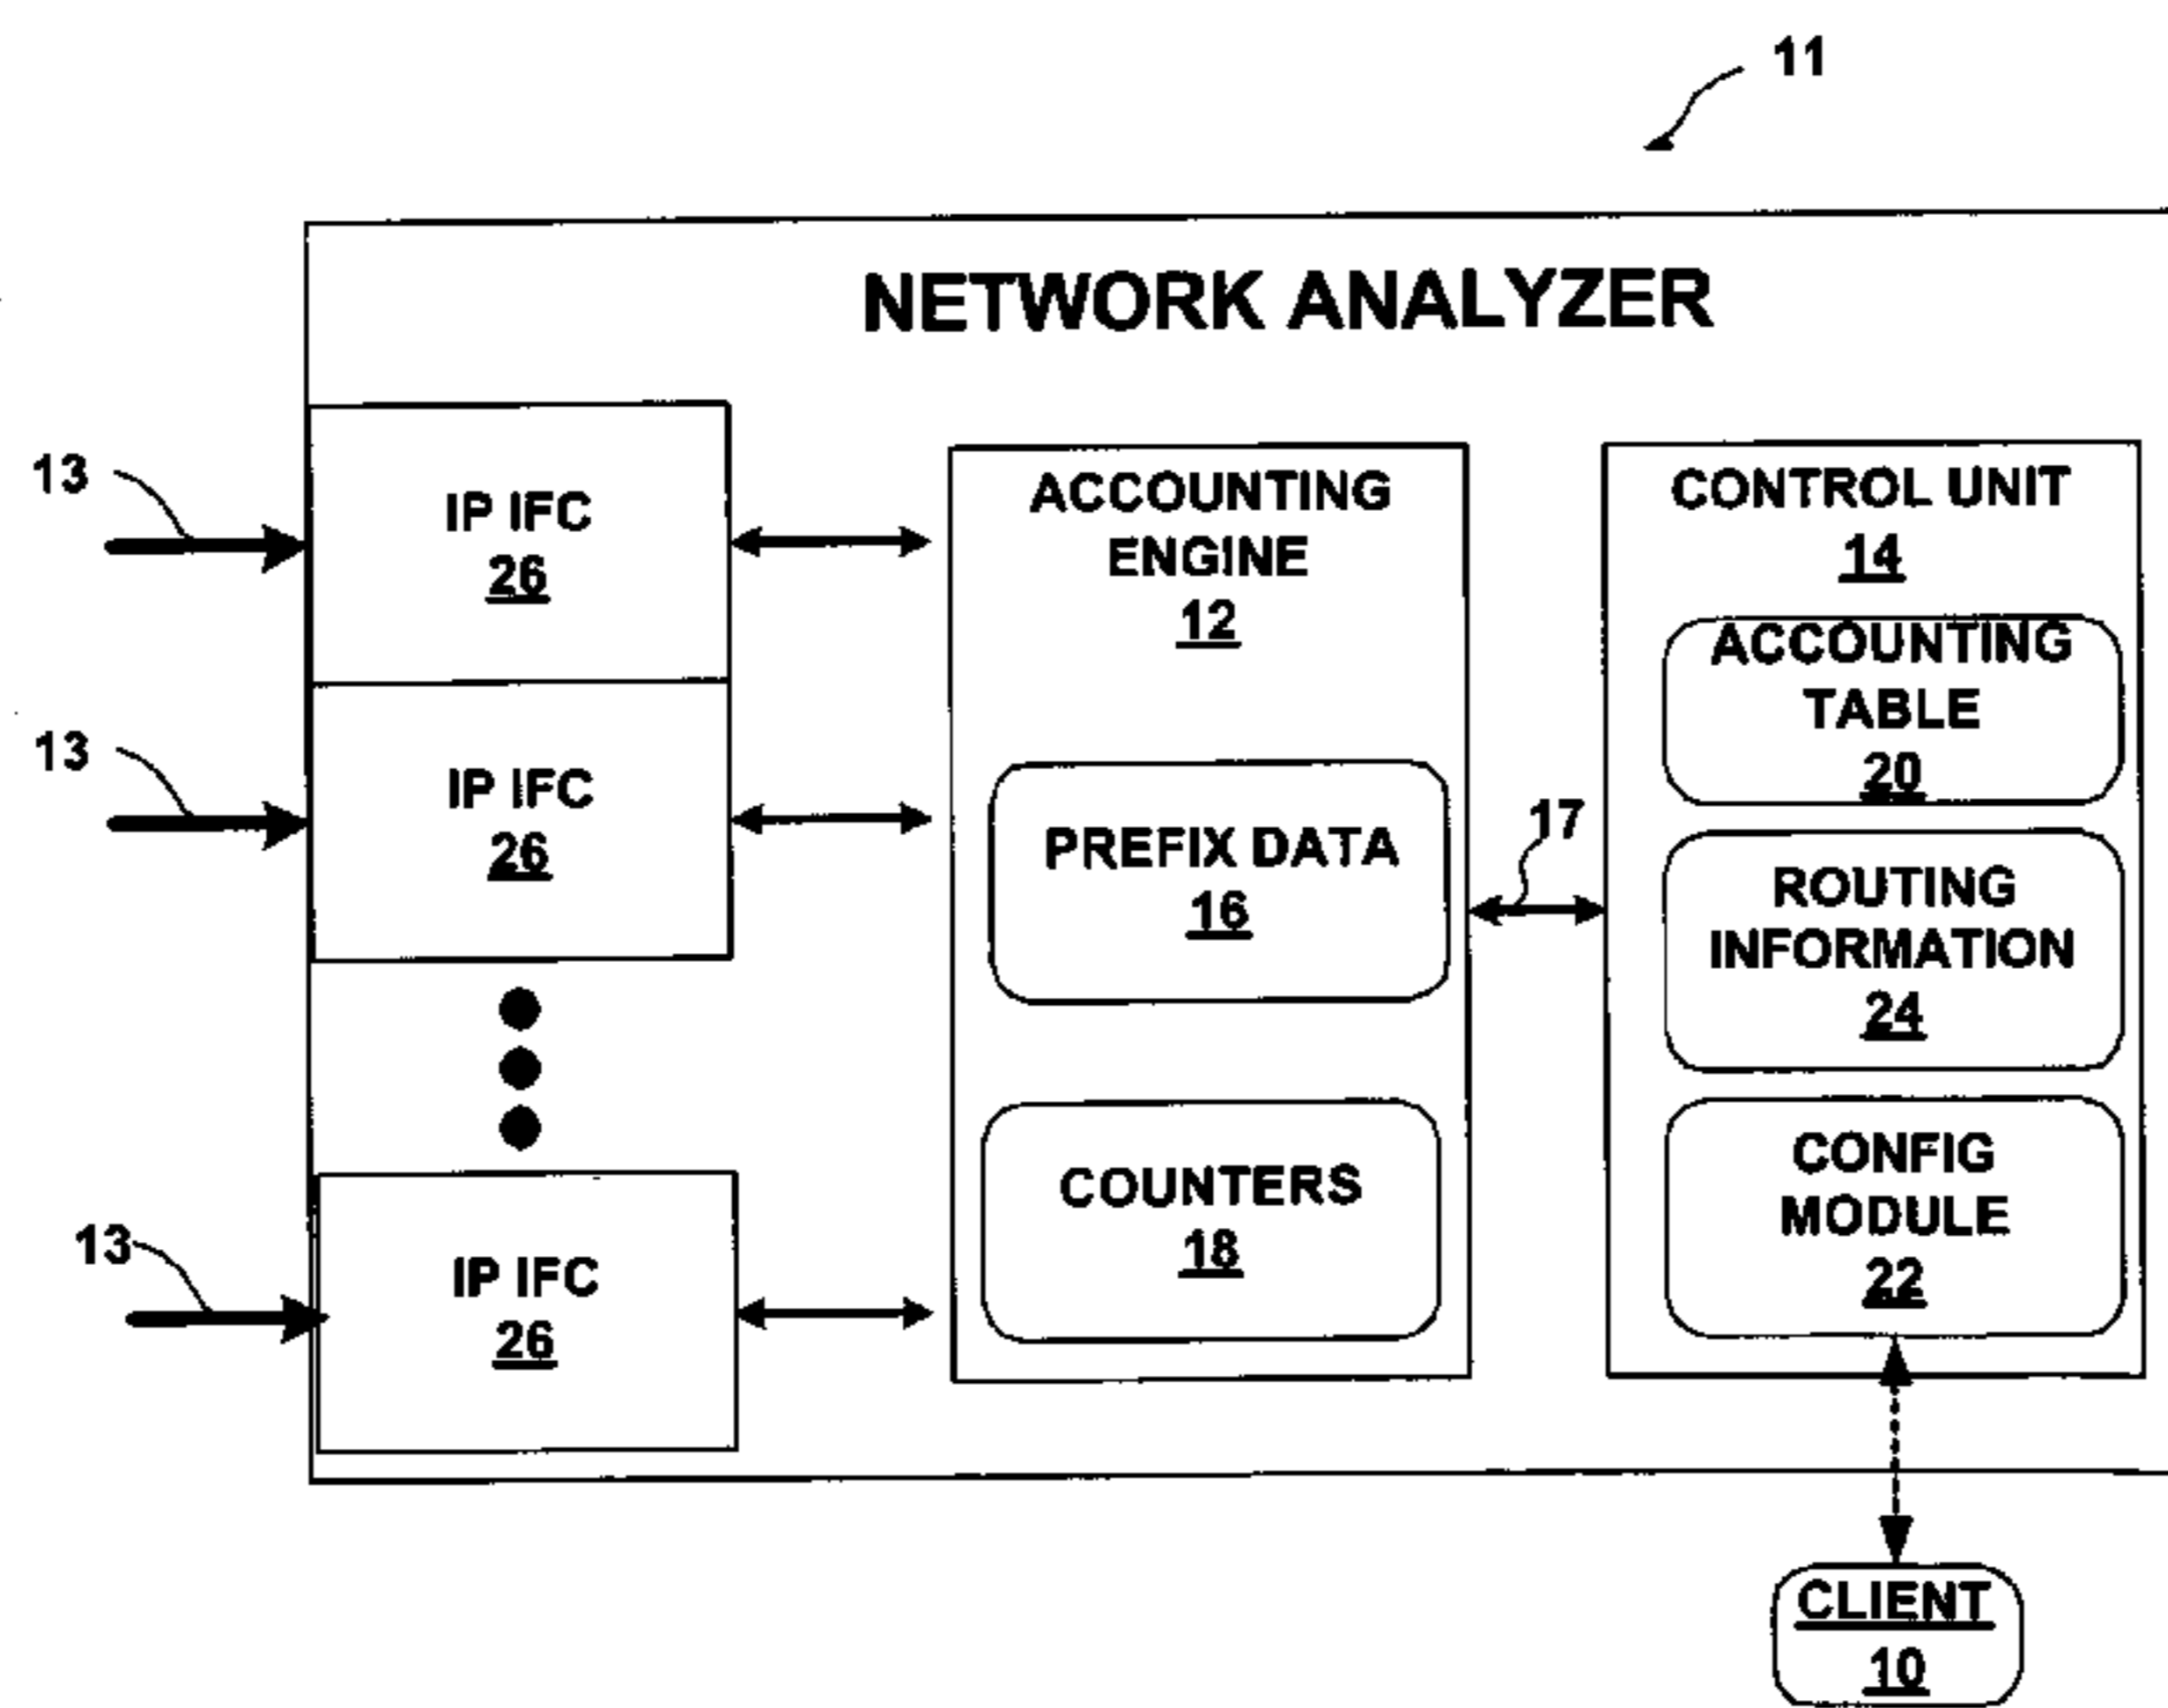 11
NETWORK ANALYZER
13
IP IFC
26
13
IP IFC
26
13
IP IFC
26
ACCOUNTING
ENGINE
12
PREFIX DATA
16
COUNTERS
18
17
CONTROL UNIT
14
ACCOUNTING
TABLE
20
ROUTING
INFORMATION
24
CONFIG
MODULE
22
CLIENT
10